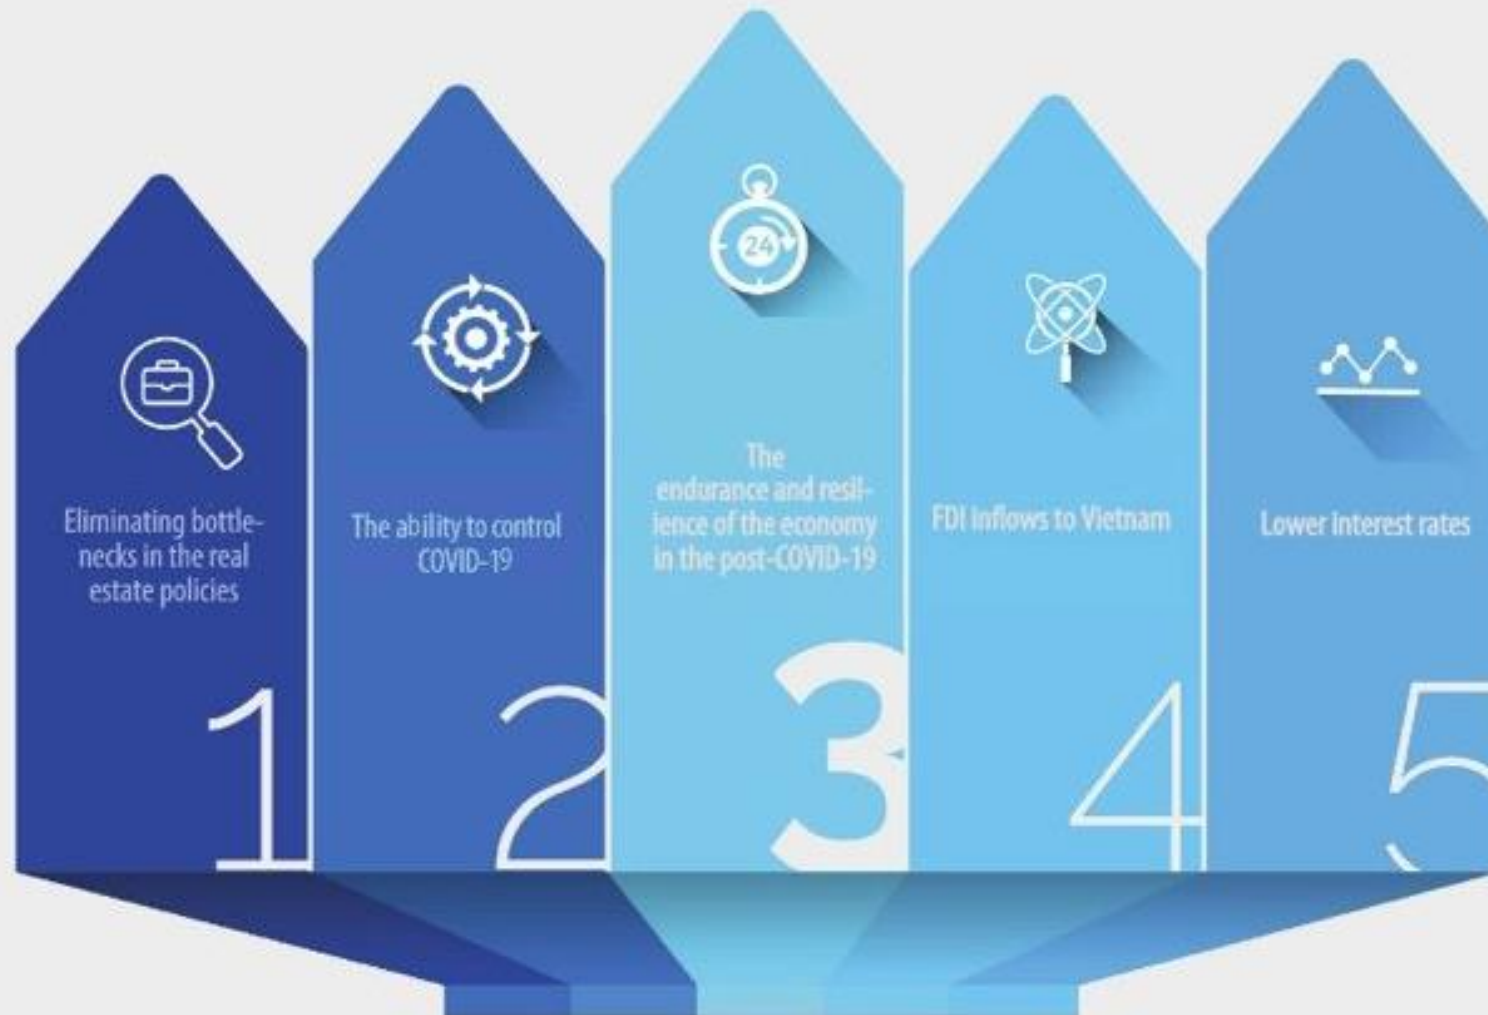 24
Eliminating bottle-
necks in the real
estate policies
1
The ability to control
COVID-19
2
The
endurance and resil-
ience of the economy
in the post-COVID-19
3
FDI inflows to Vietnam
4
Lower interest rates
5